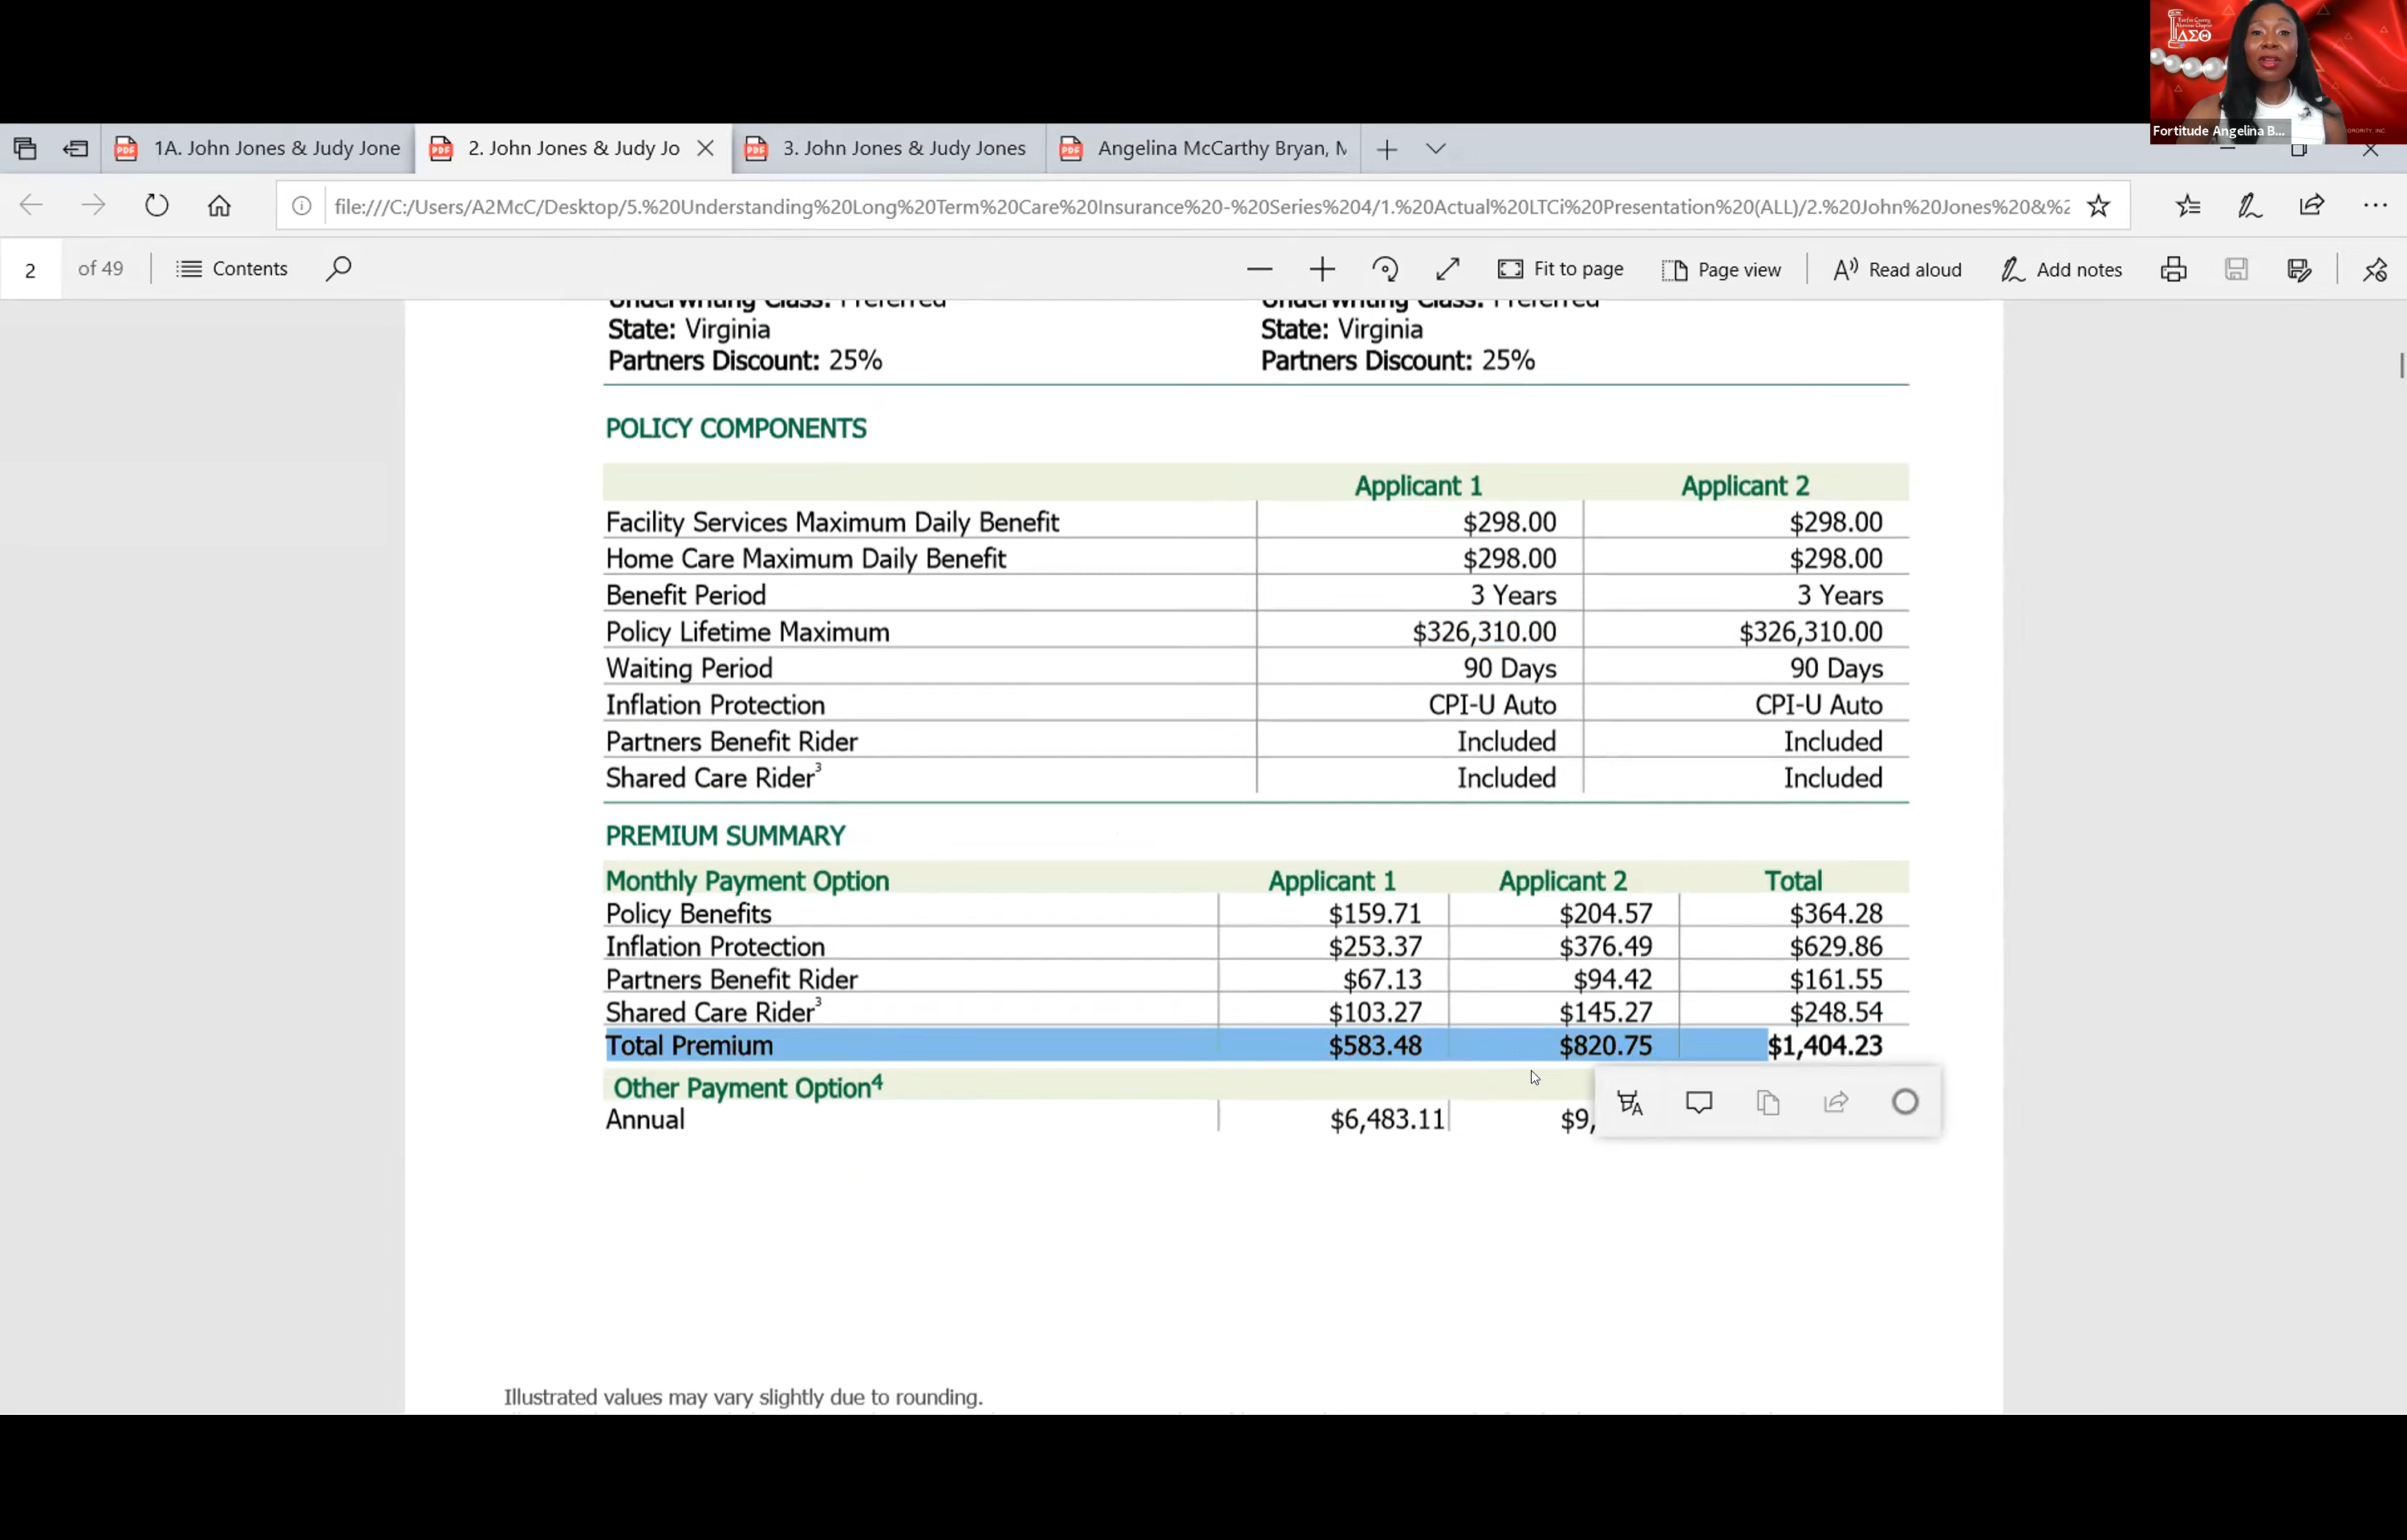 ΔΣΘ
Fortitude Angelina B...
1A. John Jones & Judy Jone
2. John Jones & Judy Jo
3. John Jones & Judy Jones
Angelina McCarthy Bryan, M
file:///C:/Users/A2McC/Desktop/5.%20Understanding%20Long%20Term%20Care%20Insurance%20-%20Series%204/1.%20Actual%20LTCi%20Presentation%20(ALL)/2.%20John%20Jones%20&%2
2 of 49 Contents Fit to page Page view Read aloud Add notes
Underwriting Class: Preferred Underwriting Class: Preferred
State: Virginia State: Virginia
Partners Discount: 25% Partners Discount: 25%
POLICY COMPONENTS
Applicant 1 Applicant 2
Facility Services Maximum Daily Benefit $298.00 $298.00
Home Care Maximum Daily Benefit $298.00 $298.00
Benefit Period 3 Years 3 Years
Policy Lifetime Maximum $326,310.00 $326,310.00
Waiting Period 90 Days 90 Days
Inflation Protection CPI-U Auto CPI-U Auto
Partners Benefit Rider Included Included
Shared Care Rider3 Included Included
PREMIUM SUMMARY
Monthly Payment Option Applicant 1 Applicant 2 Total
Policy Benefits $159.71 $204.57 $364.28
Inflation Protection $253.37 $376.49 $629.86
Partners Benefit Rider $67.13 $94.42 $161.55
Shared Care Rider3 $103.27 $145.27 $248.54
Total Premium $583.48 $820.75 $1,404.23
Other Payment Option4
Annual $6,483.11 $9,
Illustrated values may vary slightly due to rounding.